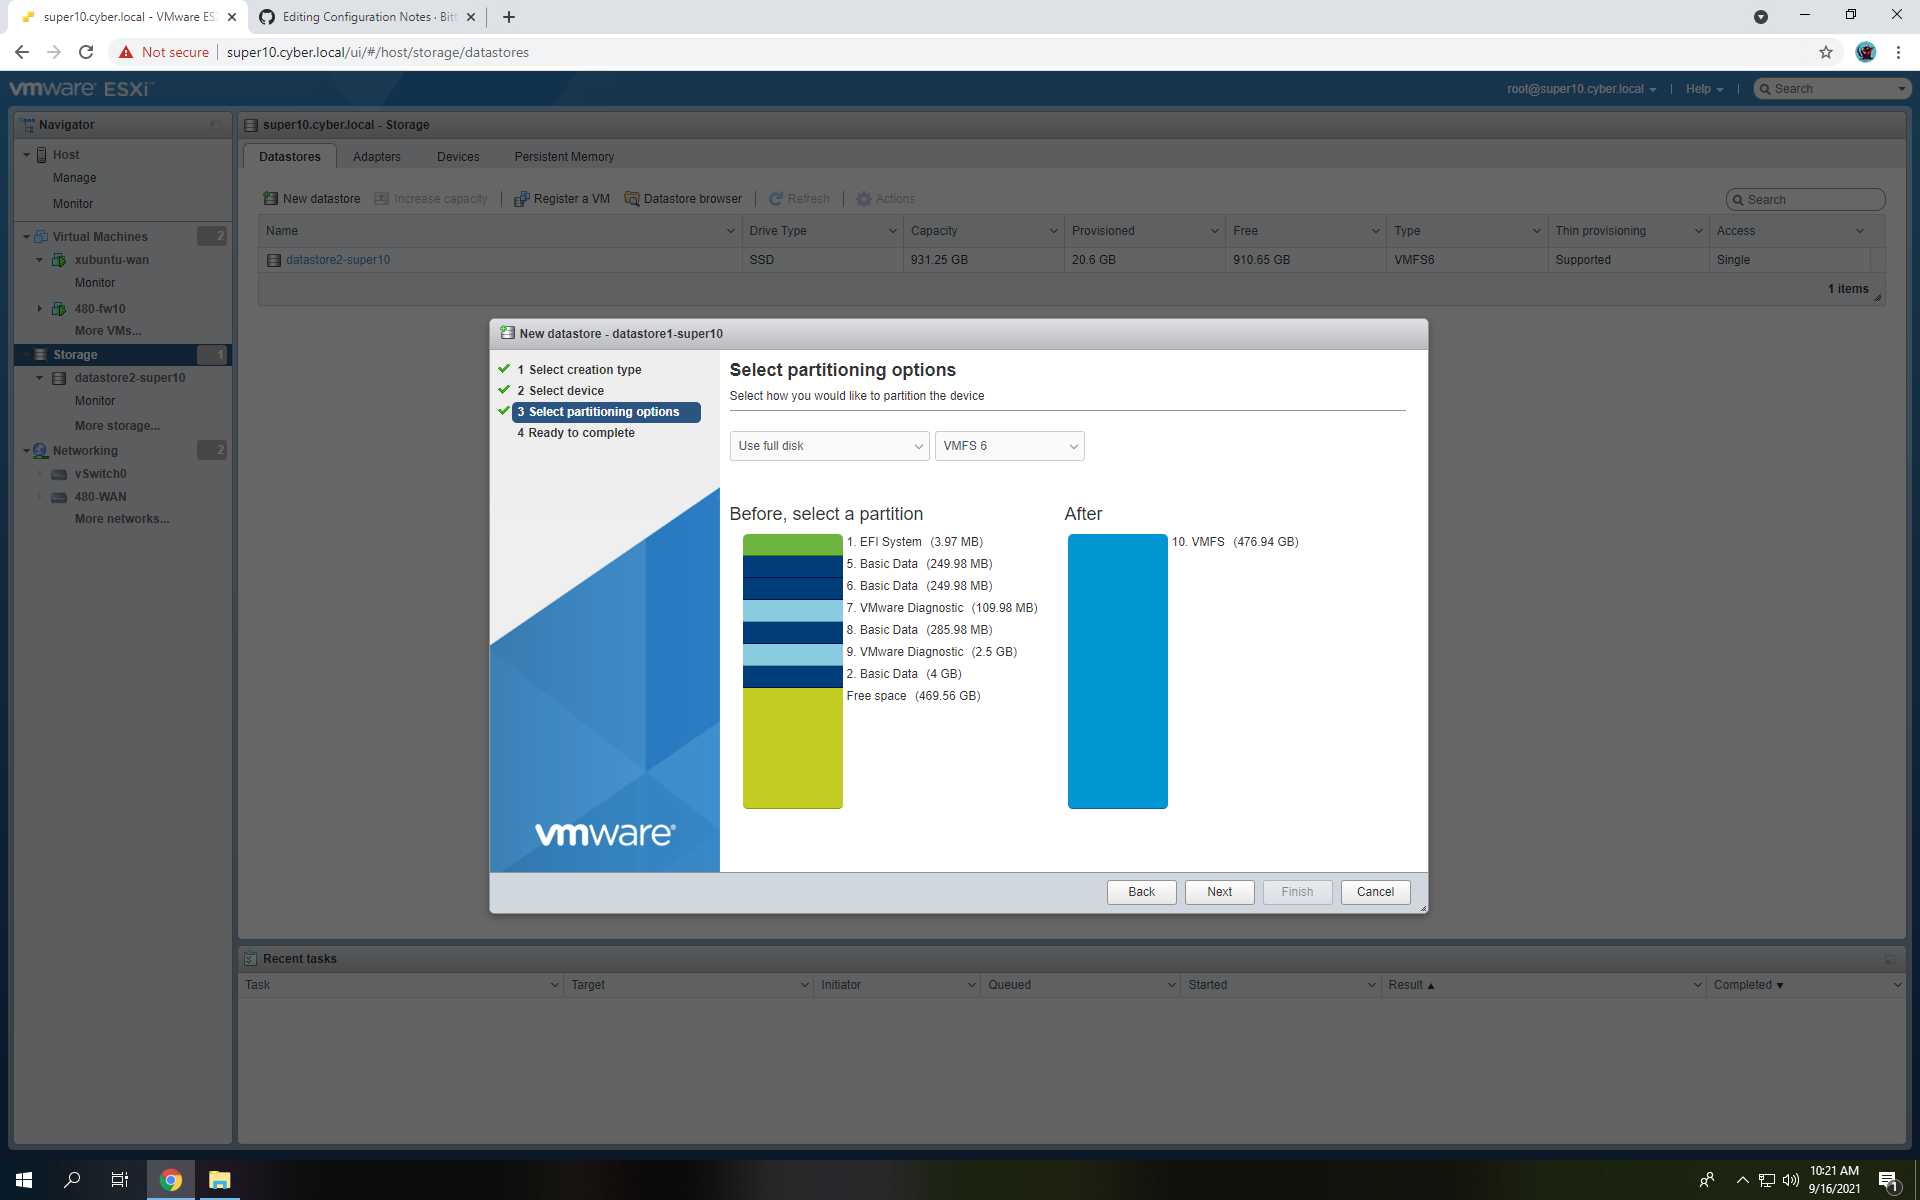 super10.cyber.local - VMware ES
Editing Configuration Notes · Bitt
Not secure
super10.cyber.local/ui/#/host/storage/datastores
vmware ESXi
root@super10.cyber.local
Help
Search
Navigator
Host
Manage
Monitor
Virtual Machines 2
xubuntu-wan
Monitor
480-fw10
More VMs...
Storage 1
datastore2-super10
Monitor
More storage...
Networking 2
vSwitch0
480-WAN
More networks...
super10.cyber.local - Storage
Datastores Adapters Devices Persistent Memory
New datastore Increase capacity Register a VM Datastore browser Refresh Actions Search
Name Drive Type Capacity Provisioned Free Type Thin provisioning Access
datastore2-super10 SSD 931.25 GB 20.6 GB 910.65 GB VMFS6 Supported Single
1 items
New datastore - datastore1-super10
1 Select creation type
2 Select device
3 Select partitioning options
4 Ready to complete
vmware
Select partitioning options
Select how you would like to partition the device
Use full disk VMFS 6
Before, select a partition
1. EFI System (3.97 MB)
5. Basic Data (249.98 MB)
6. Basic Data (249.98 MB)
7. VMware Diagnostic (109.98 MB)
8. Basic Data (285.98 MB)
9. VMware Diagnostic (2.5 GB)
2. Basic Data (4 GB)
Free space (469.56 GB)
After
10. VMFS (476.94 GB)
Back Next Finish Cancel
Recent tasks
Task Target Initiator Queued Started Result Completed
10:21 AM
9/16/2021
1